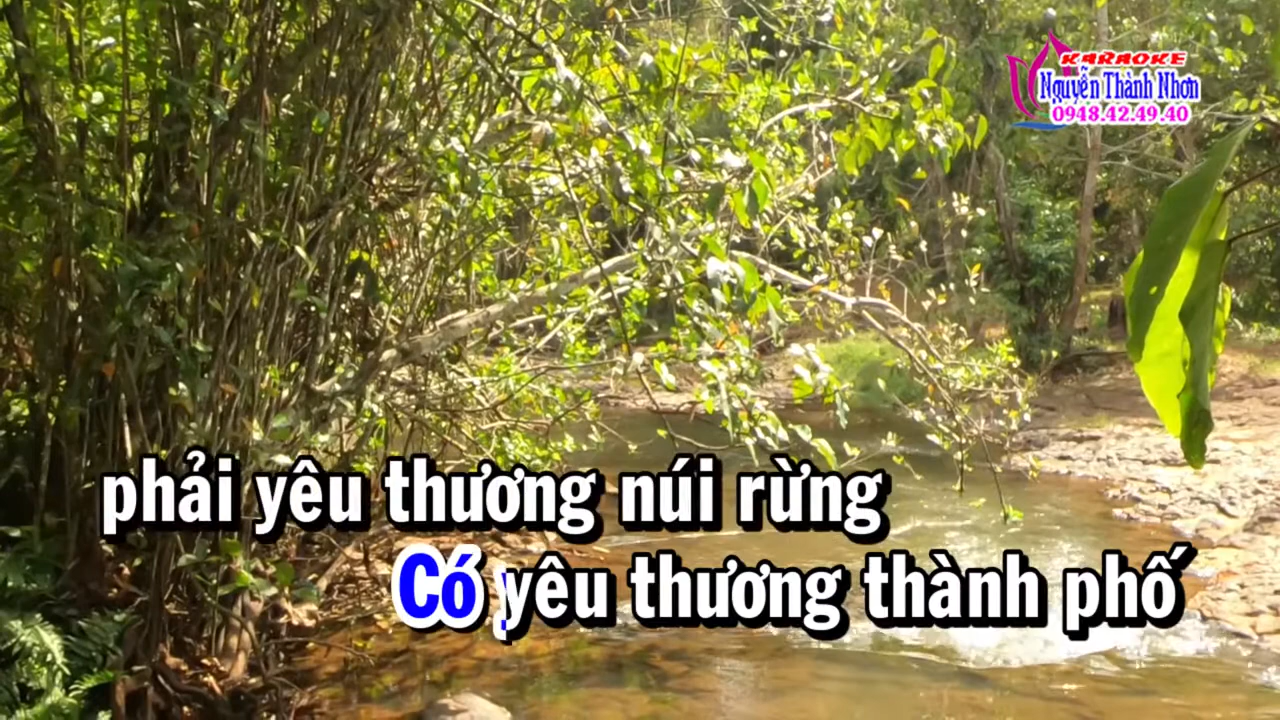 KARAOKE
Nguyễn Thành Nhơn
0948.42.49.40
phải yêu thương núi rừng
Có yêu thương thành phố